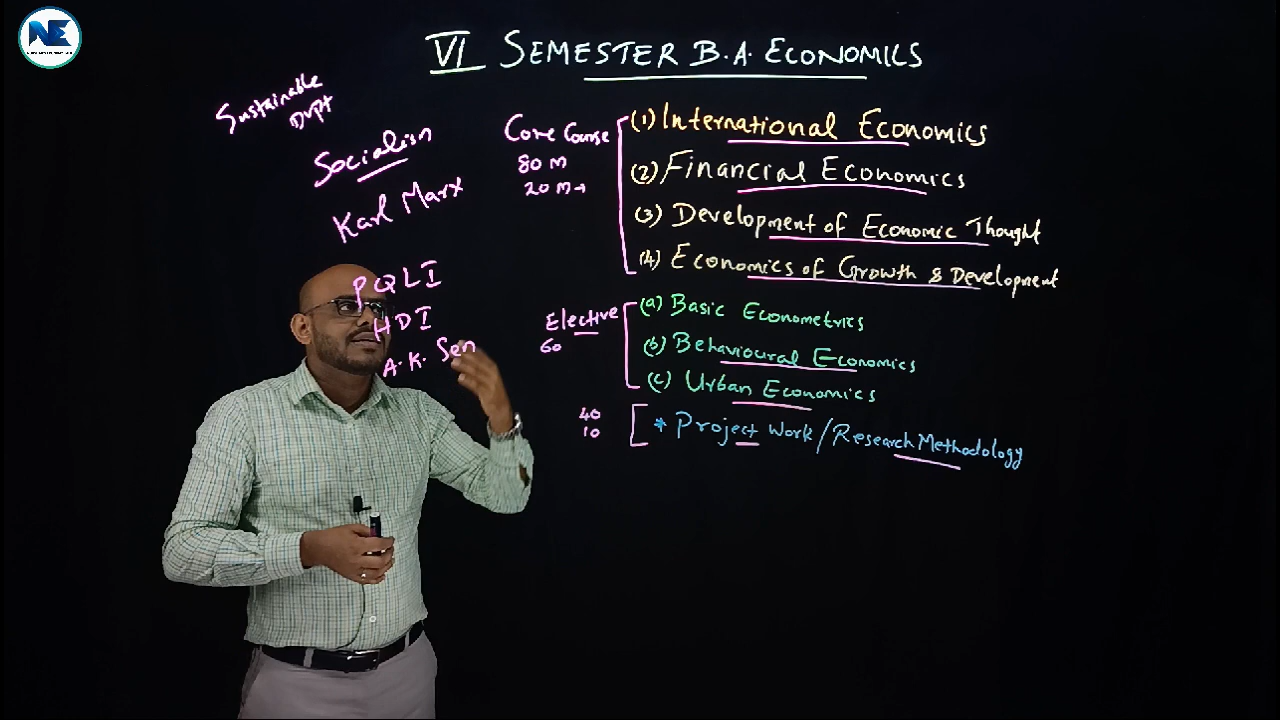 NE
VI SEMESTER B.A. ECONOMICS
Sustainable
Dvpt
Socialism
Karl Marx
PQLI
HDI
A.K. Sen
Core Course
80 M
20 M→
(1) International Economics
(2) Financial Economics
(3) Development of Economic Thought
(4) Economics of Growth & Development
Elective
60
(a) Basic Econometrics
(b) Behavioural Economics
(c) Urban Economics
40
10
* Project Work/Research Methodology